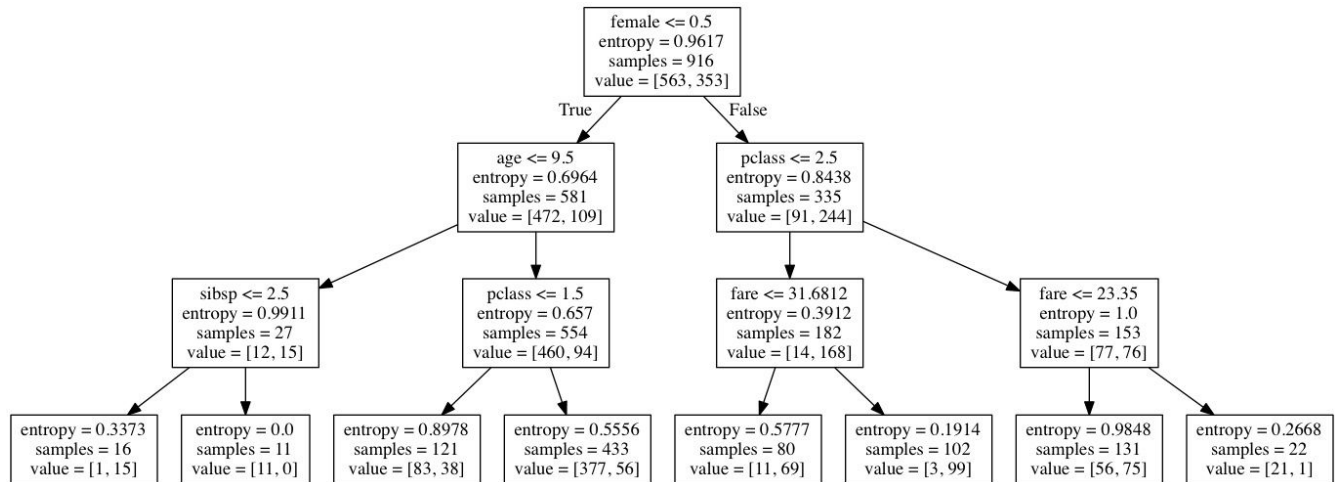 female <= 0.5
entropy = 0.9617
samples = 916
value = [563, 353]
True
False
age <= 9.5
entropy = 0.6964
samples = 581
value = [472, 109]
pclass <= 2.5
entropy = 0.8438
samples = 335
value = [91, 244]
sibsp <= 2.5
entropy = 0.9911
samples = 27
value = [12, 15]
pclass <= 1.5
entropy = 0.657
samples = 554
value = [460, 94]
fare <= 31.6812
entropy = 0.3912
samples = 182
value = [14, 168]
fare <= 23.35
entropy = 1.0
samples = 153
value = [77, 76]
entropy = 0.3373
samples = 16
value = [1, 15]
entropy = 0.0
samples = 11
value = [11, 0]
entropy = 0.8978
samples = 121
value = [83, 38]
entropy = 0.5556
samples = 433
value = [377, 56]
entropy = 0.5777
samples = 80
value = [11, 69]
entropy = 0.1914
samples = 102
value = [3, 99]
entropy = 0.9848
samples = 131
value = [56, 75]
entropy = 0.2668
samples = 22
value = [21, 1]